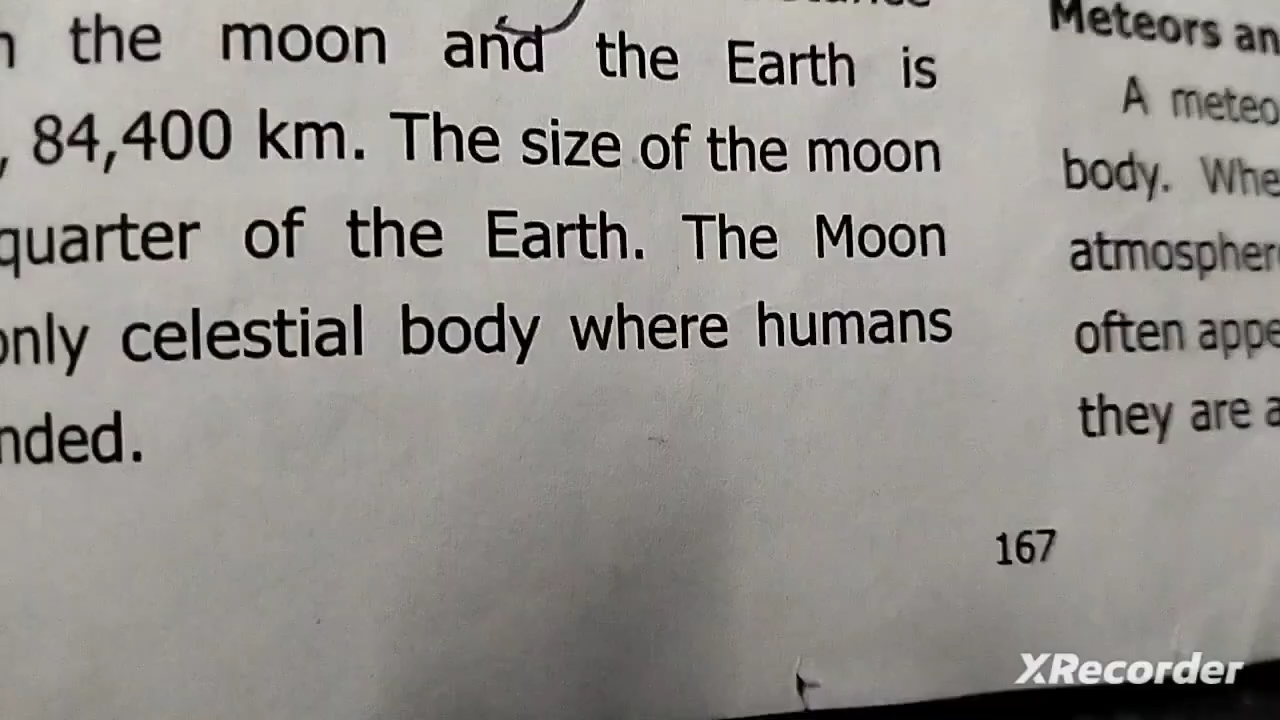 the moon and the Earth is
, 84,400 km. The size of the moon
quarter of the Earth. The Moon
only celestial body where humans
nded.
Meteors an
A meteo
body. Whe
atmospher
often appe
they are a
167
XRecorder